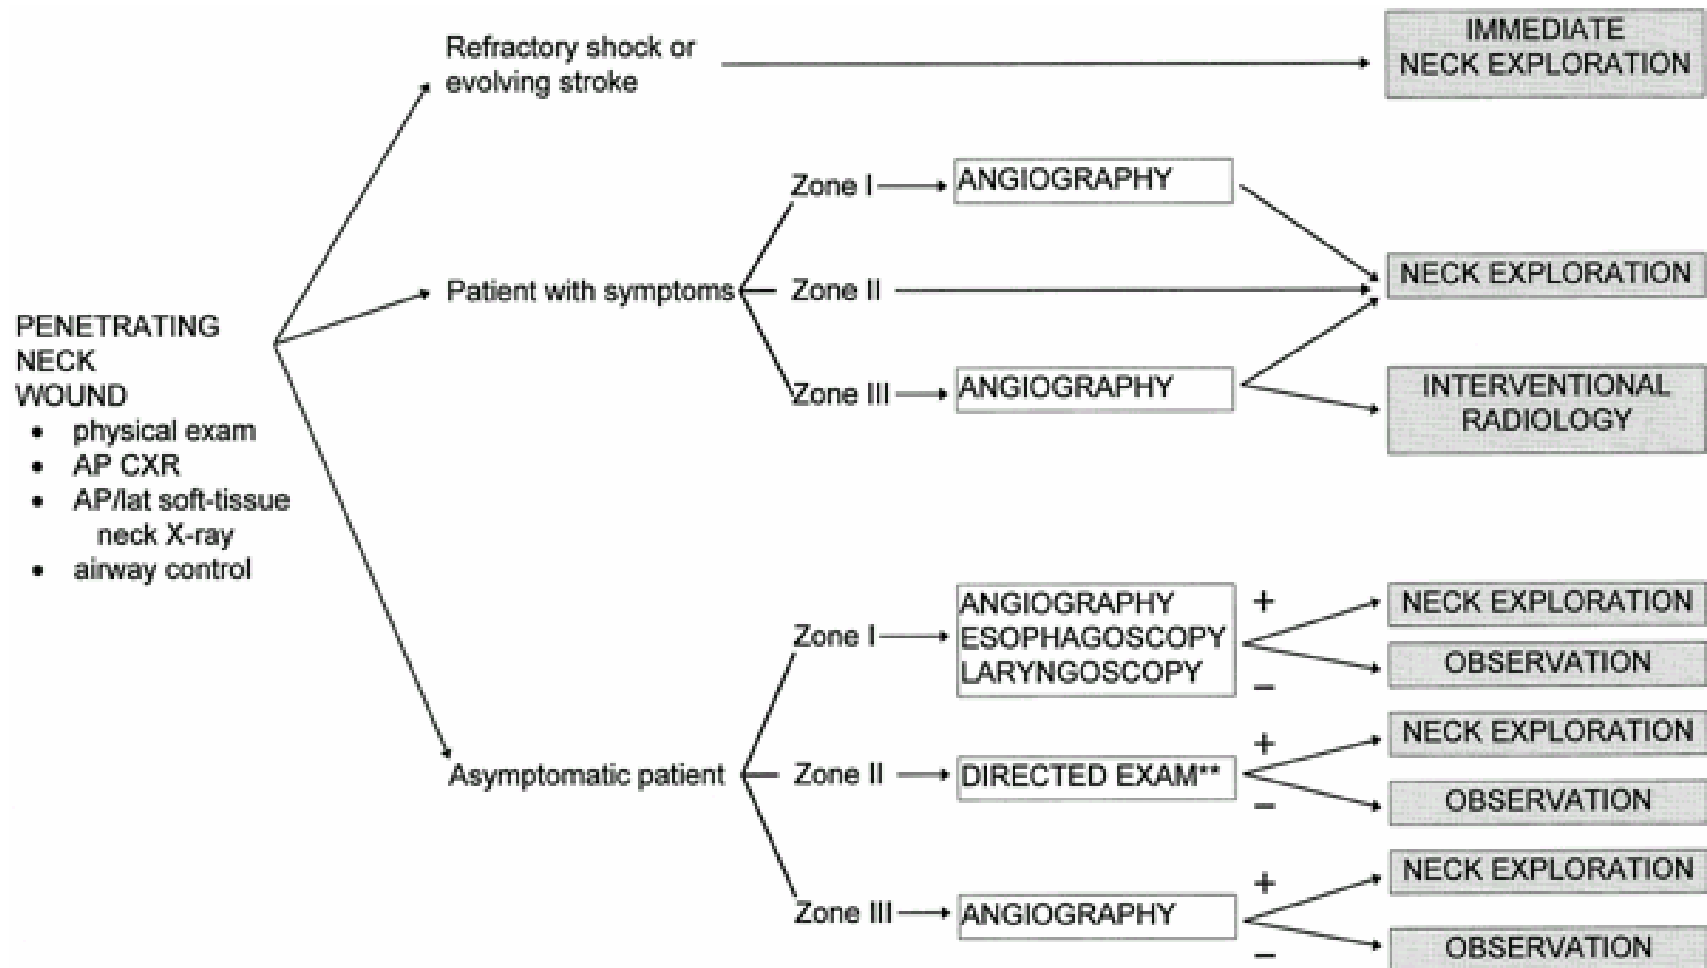 PENETRATING
NECK
WOUND
• physical exam
• AP CXR
• AP/lat soft-tissue
neck X-ray
• airway control
Refractory shock or
evolving stroke
IMMEDIATE
NECK EXPLORATION
Patient with symptoms
Zone I
ANGIOGRAPHY
Zone II
NECK EXPLORATION
Zone III
ANGIOGRAPHY
INTERVENTIONAL
RADIOLOGY
Asymptomatic patient
Zone I
ANGIOGRAPHY
ESOPHAGOSCOPY
LARYNGOSCOPY
+
NECK EXPLORATION
−
OBSERVATION
Zone II
DIRECTED EXAM**
+
NECK EXPLORATION
−
OBSERVATION
Zone III
ANGIOGRAPHY
+
NECK EXPLORATION
−
OBSERVATION